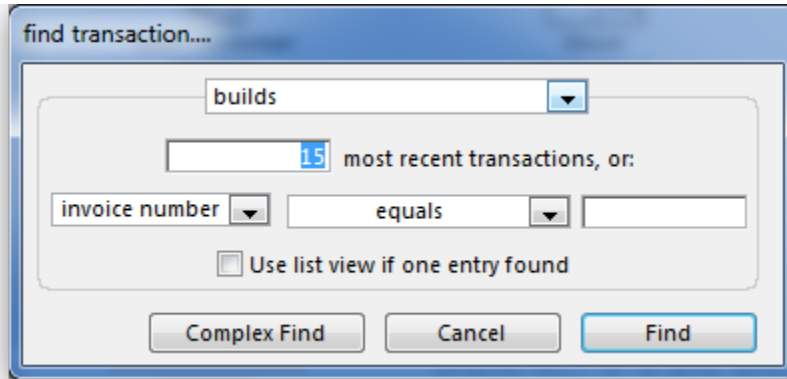 find transaction....
builds
15 most recent transactions, or:
invoice number equals
Use list view if one entry found
Complex Find Cancel Find